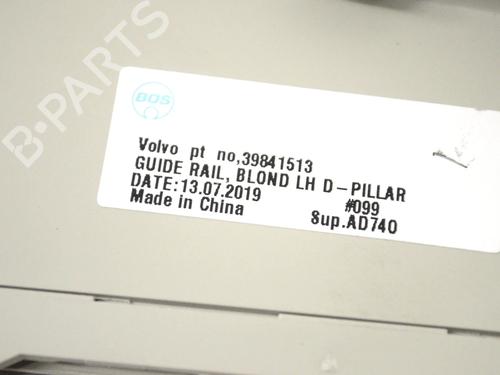 BOS
Volvo pt no,39841513
GUIDE RAIL, BLOND LH D-PILLAR
DATE:13.07.2019 #099
Made in China 8up.AD740
B-PARTS